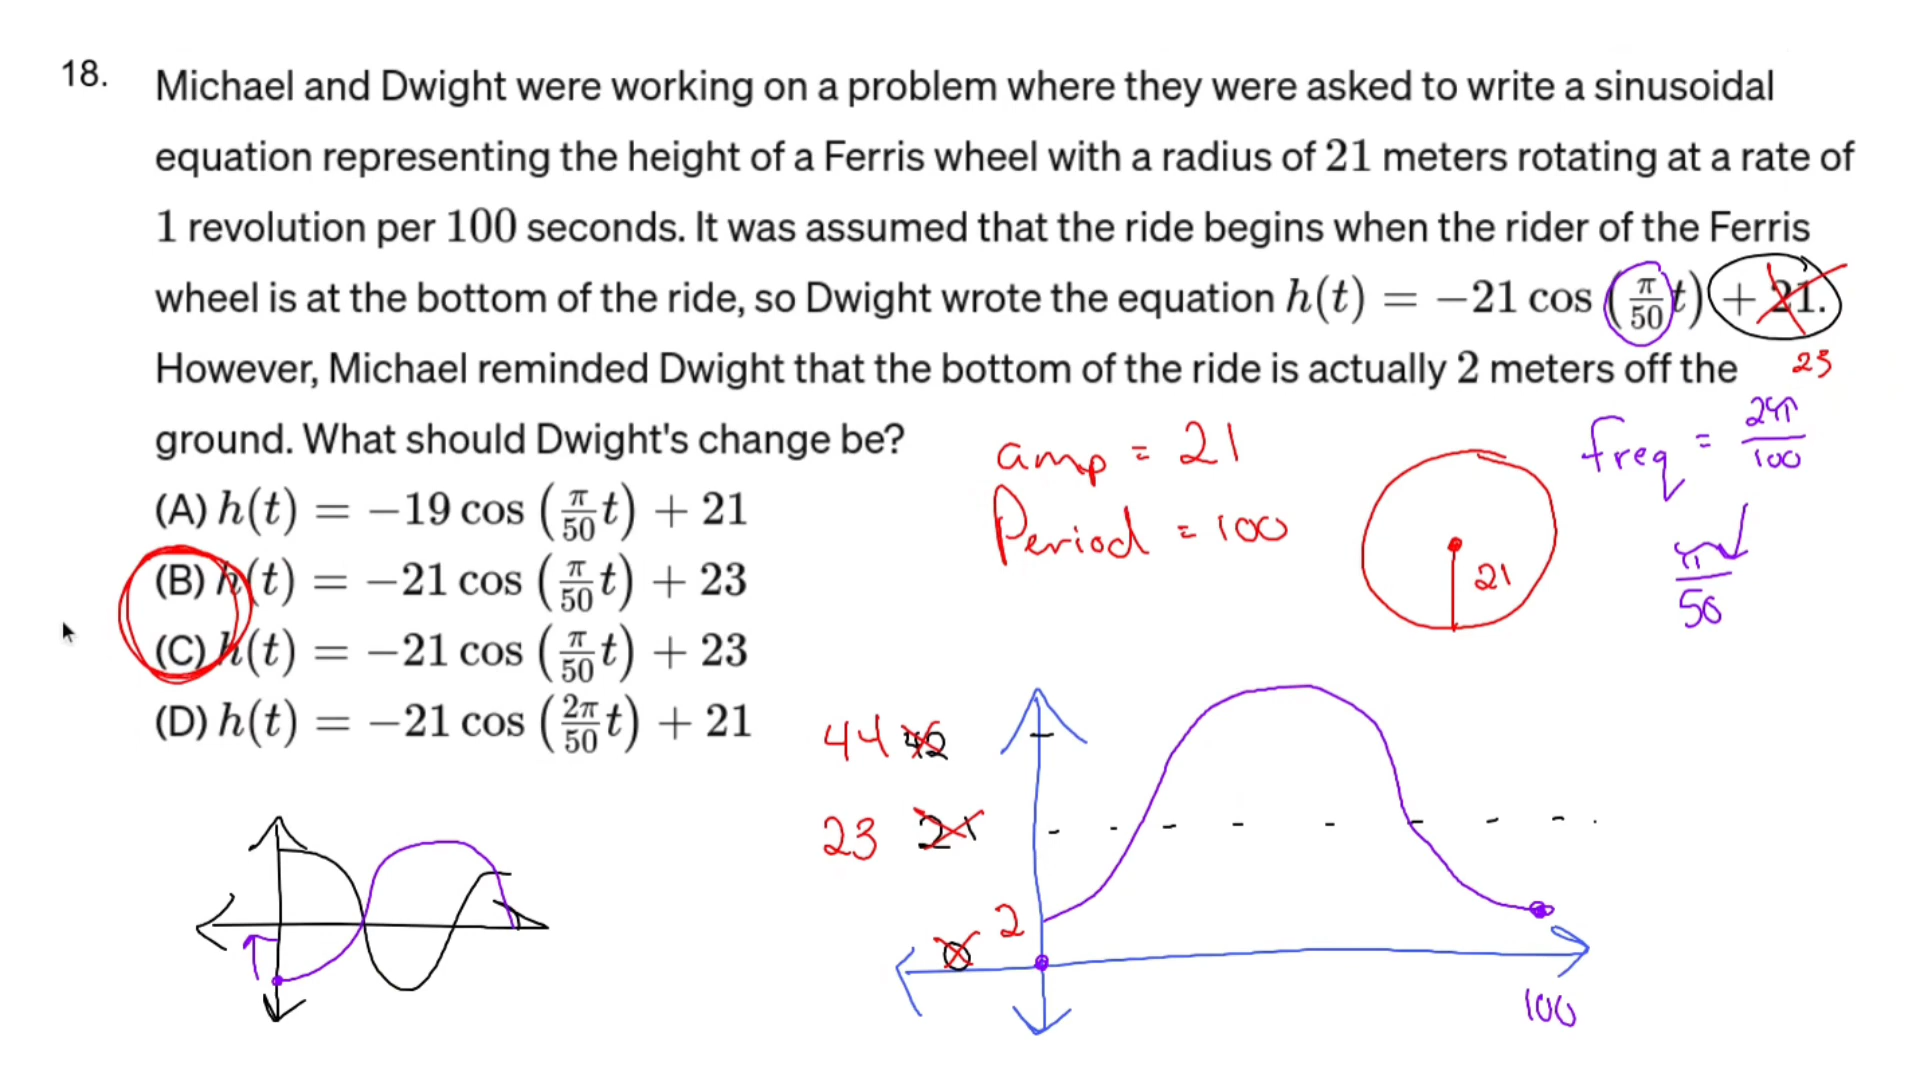 18.
Michael and Dwight were working on a problem where they were asked to write a sinusoidal
equation representing the height of a Ferris wheel with a radius of 21 meters rotating at a rate of
1 revolution per 100 seconds. It was assumed that the ride begins when the rider of the Ferris
wheel is at the bottom of the ride, so Dwight wrote the equation h(t) = −21 cos (π/50 t) + 21.
However, Michael reminded Dwight that the bottom of the ride is actually 2 meters off the
23
ground. What should Dwight's change be?
amp = 21
freq = 2π/100
(A) h(t) = −19 cos (π/50 t) + 21
Period = 100
(B) h(t) = −21 cos (π/50 t) + 23
21
π/50
(C) h(t) = −21 cos (π/50 t) + 23
(D) h(t) = −21 cos (2π/50 t) + 21
44 42
23 21
2
0
100